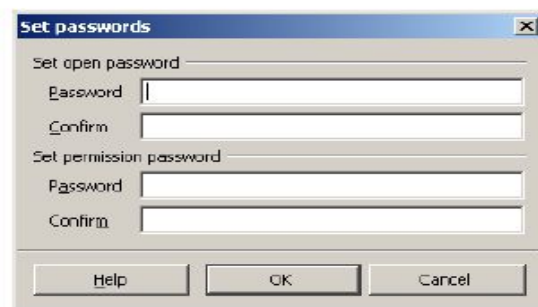 Set passwords
Set open password
Password
Confirm
Set permission password
Password
Confirm
Help OK Cancel